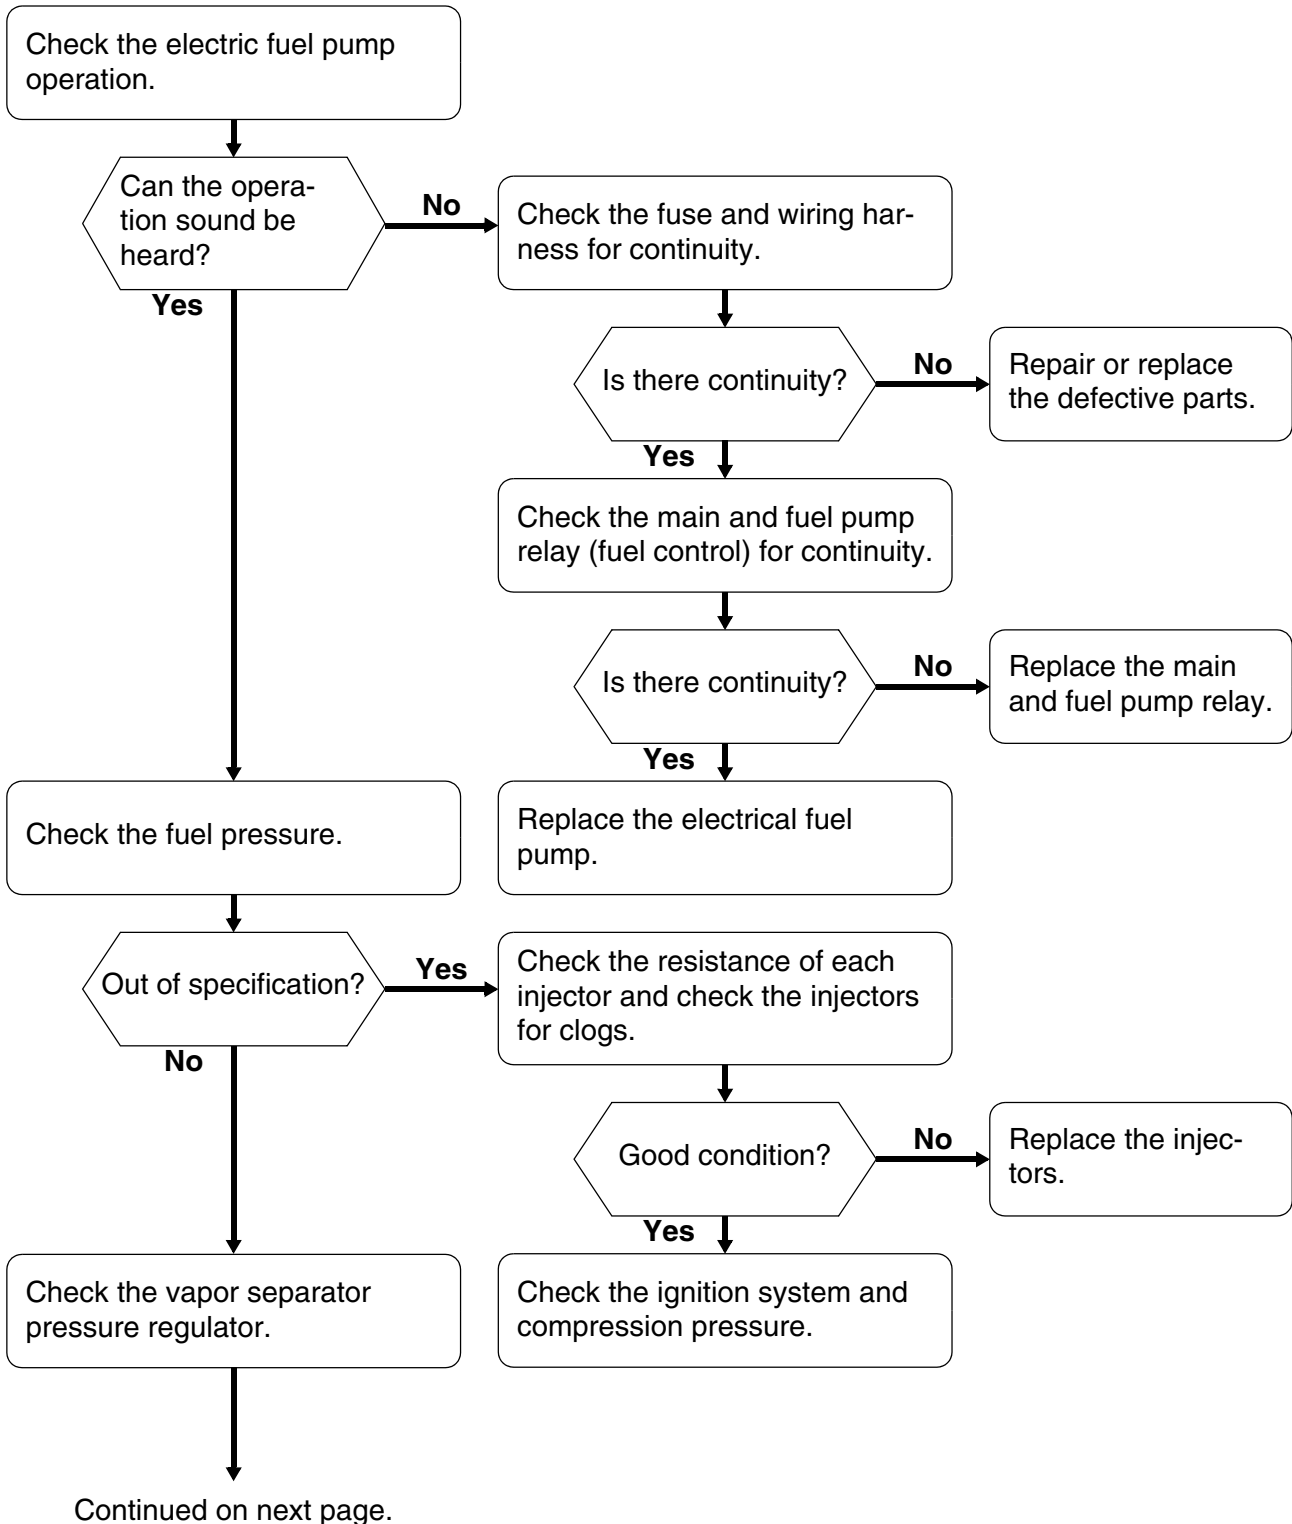 Check the electric fuel pump
operation.
Can the opera-
tion sound be
heard?
No
Check the fuse and wiring har-
ness for continuity.
Yes
Is there continuity?
No
Repair or replace
the defective parts.
Yes
Check the main and fuel pump
relay (fuel control) for continuity.
Is there continuity?
No
Replace the main
and fuel pump relay.
Yes
Check the fuel pressure.
Replace the electrical fuel
pump.
Out of specification?
Yes
Check the resistance of each
injector and check the injectors
for clogs.
No
Good condition?
No
Replace the injec-
tors.
Yes
Check the vapor separator
pressure regulator.
Check the ignition system and
compression pressure.
Continued on next page.